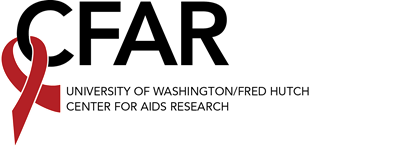 CFAR
UNIVERSITY OF WASHINGTON/FRED HUTCH
CENTER FOR AIDS RESEARCH